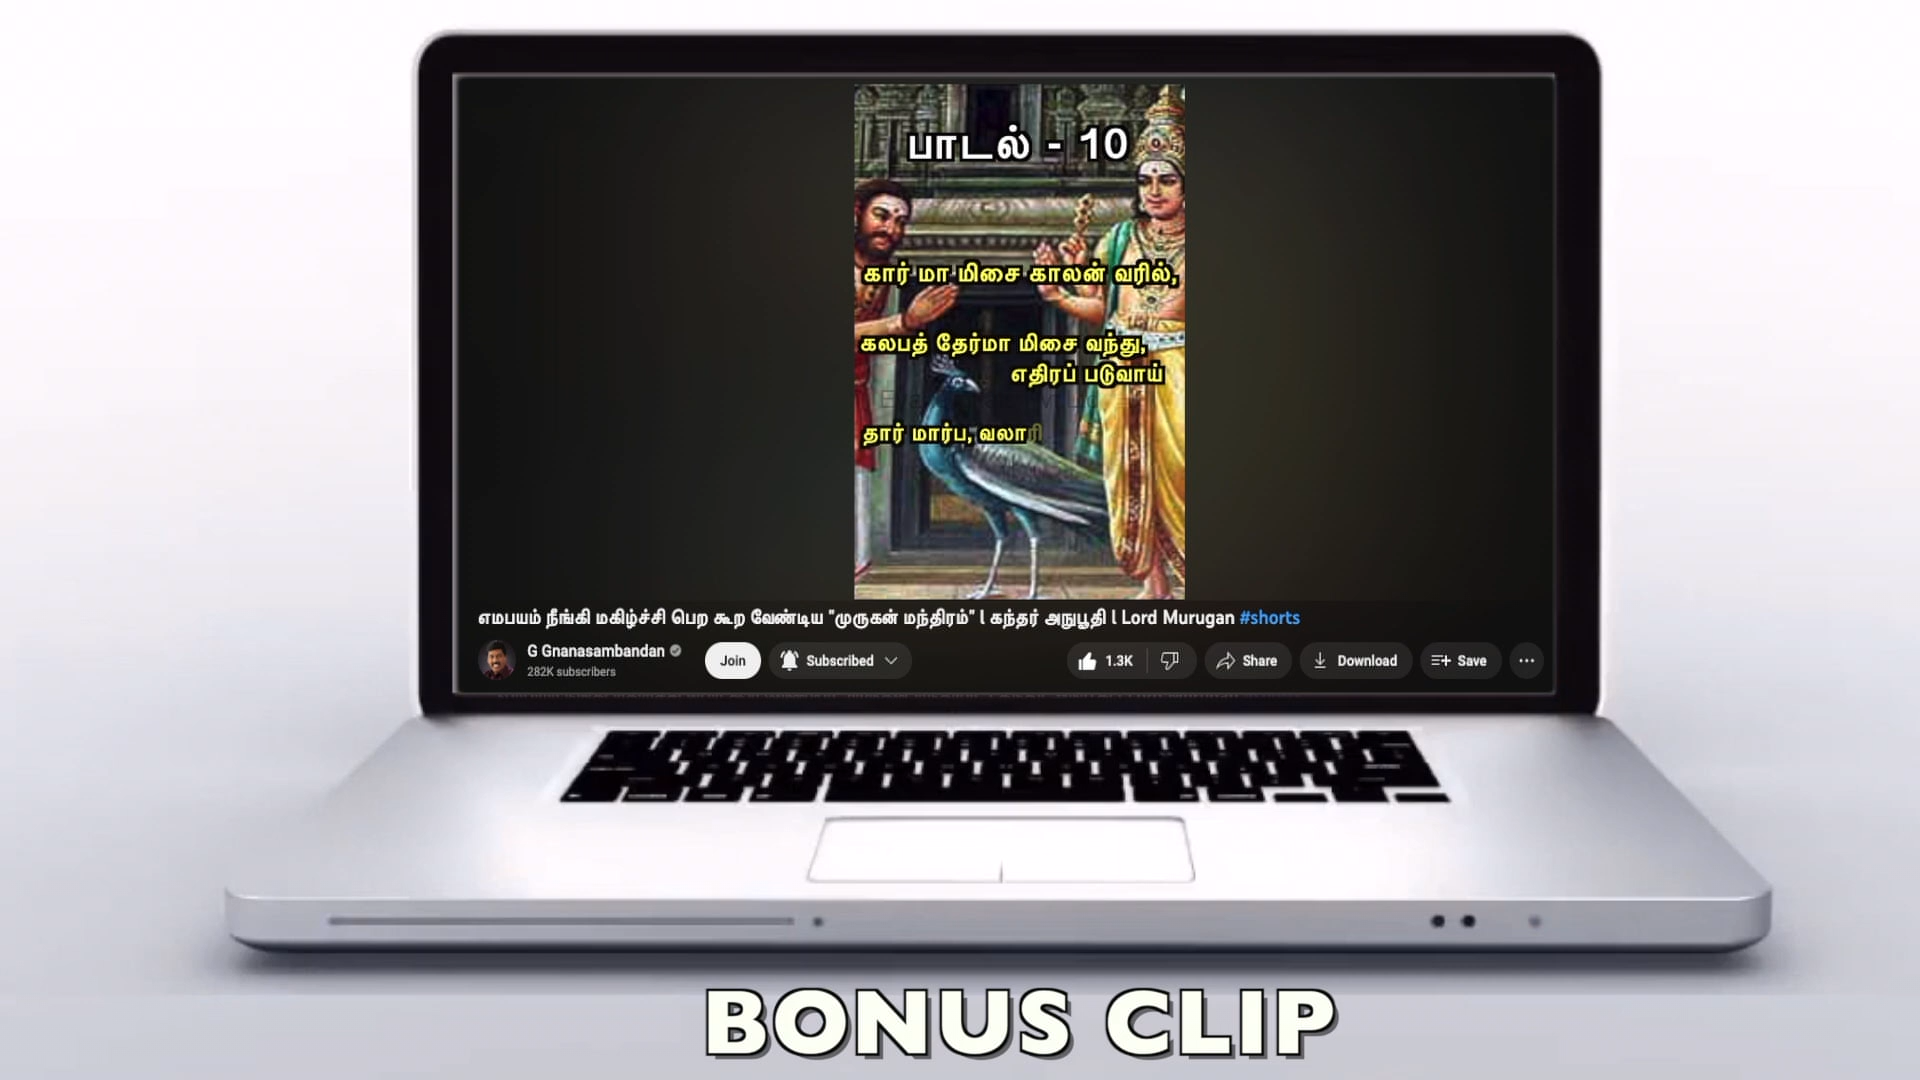 பாடல் - 10
கார் மா மிசை காலன் வரில்,
கலபத் தேர்மா மிசை வந்து,
எதிரப் படுவாய்
தார் மார்ப, வலாரி
எமபயம் நீங்கி மகிழ்ச்சி பெற கூற வேண்டிய "முருகன் மந்திரம்" l கந்தர் அநுபூதி l Lord Murugan #shorts
G Gnanasambandan
282K subscribers
Join
Subscribed
1.3K
Share
Download
Save
BONUS CLIP